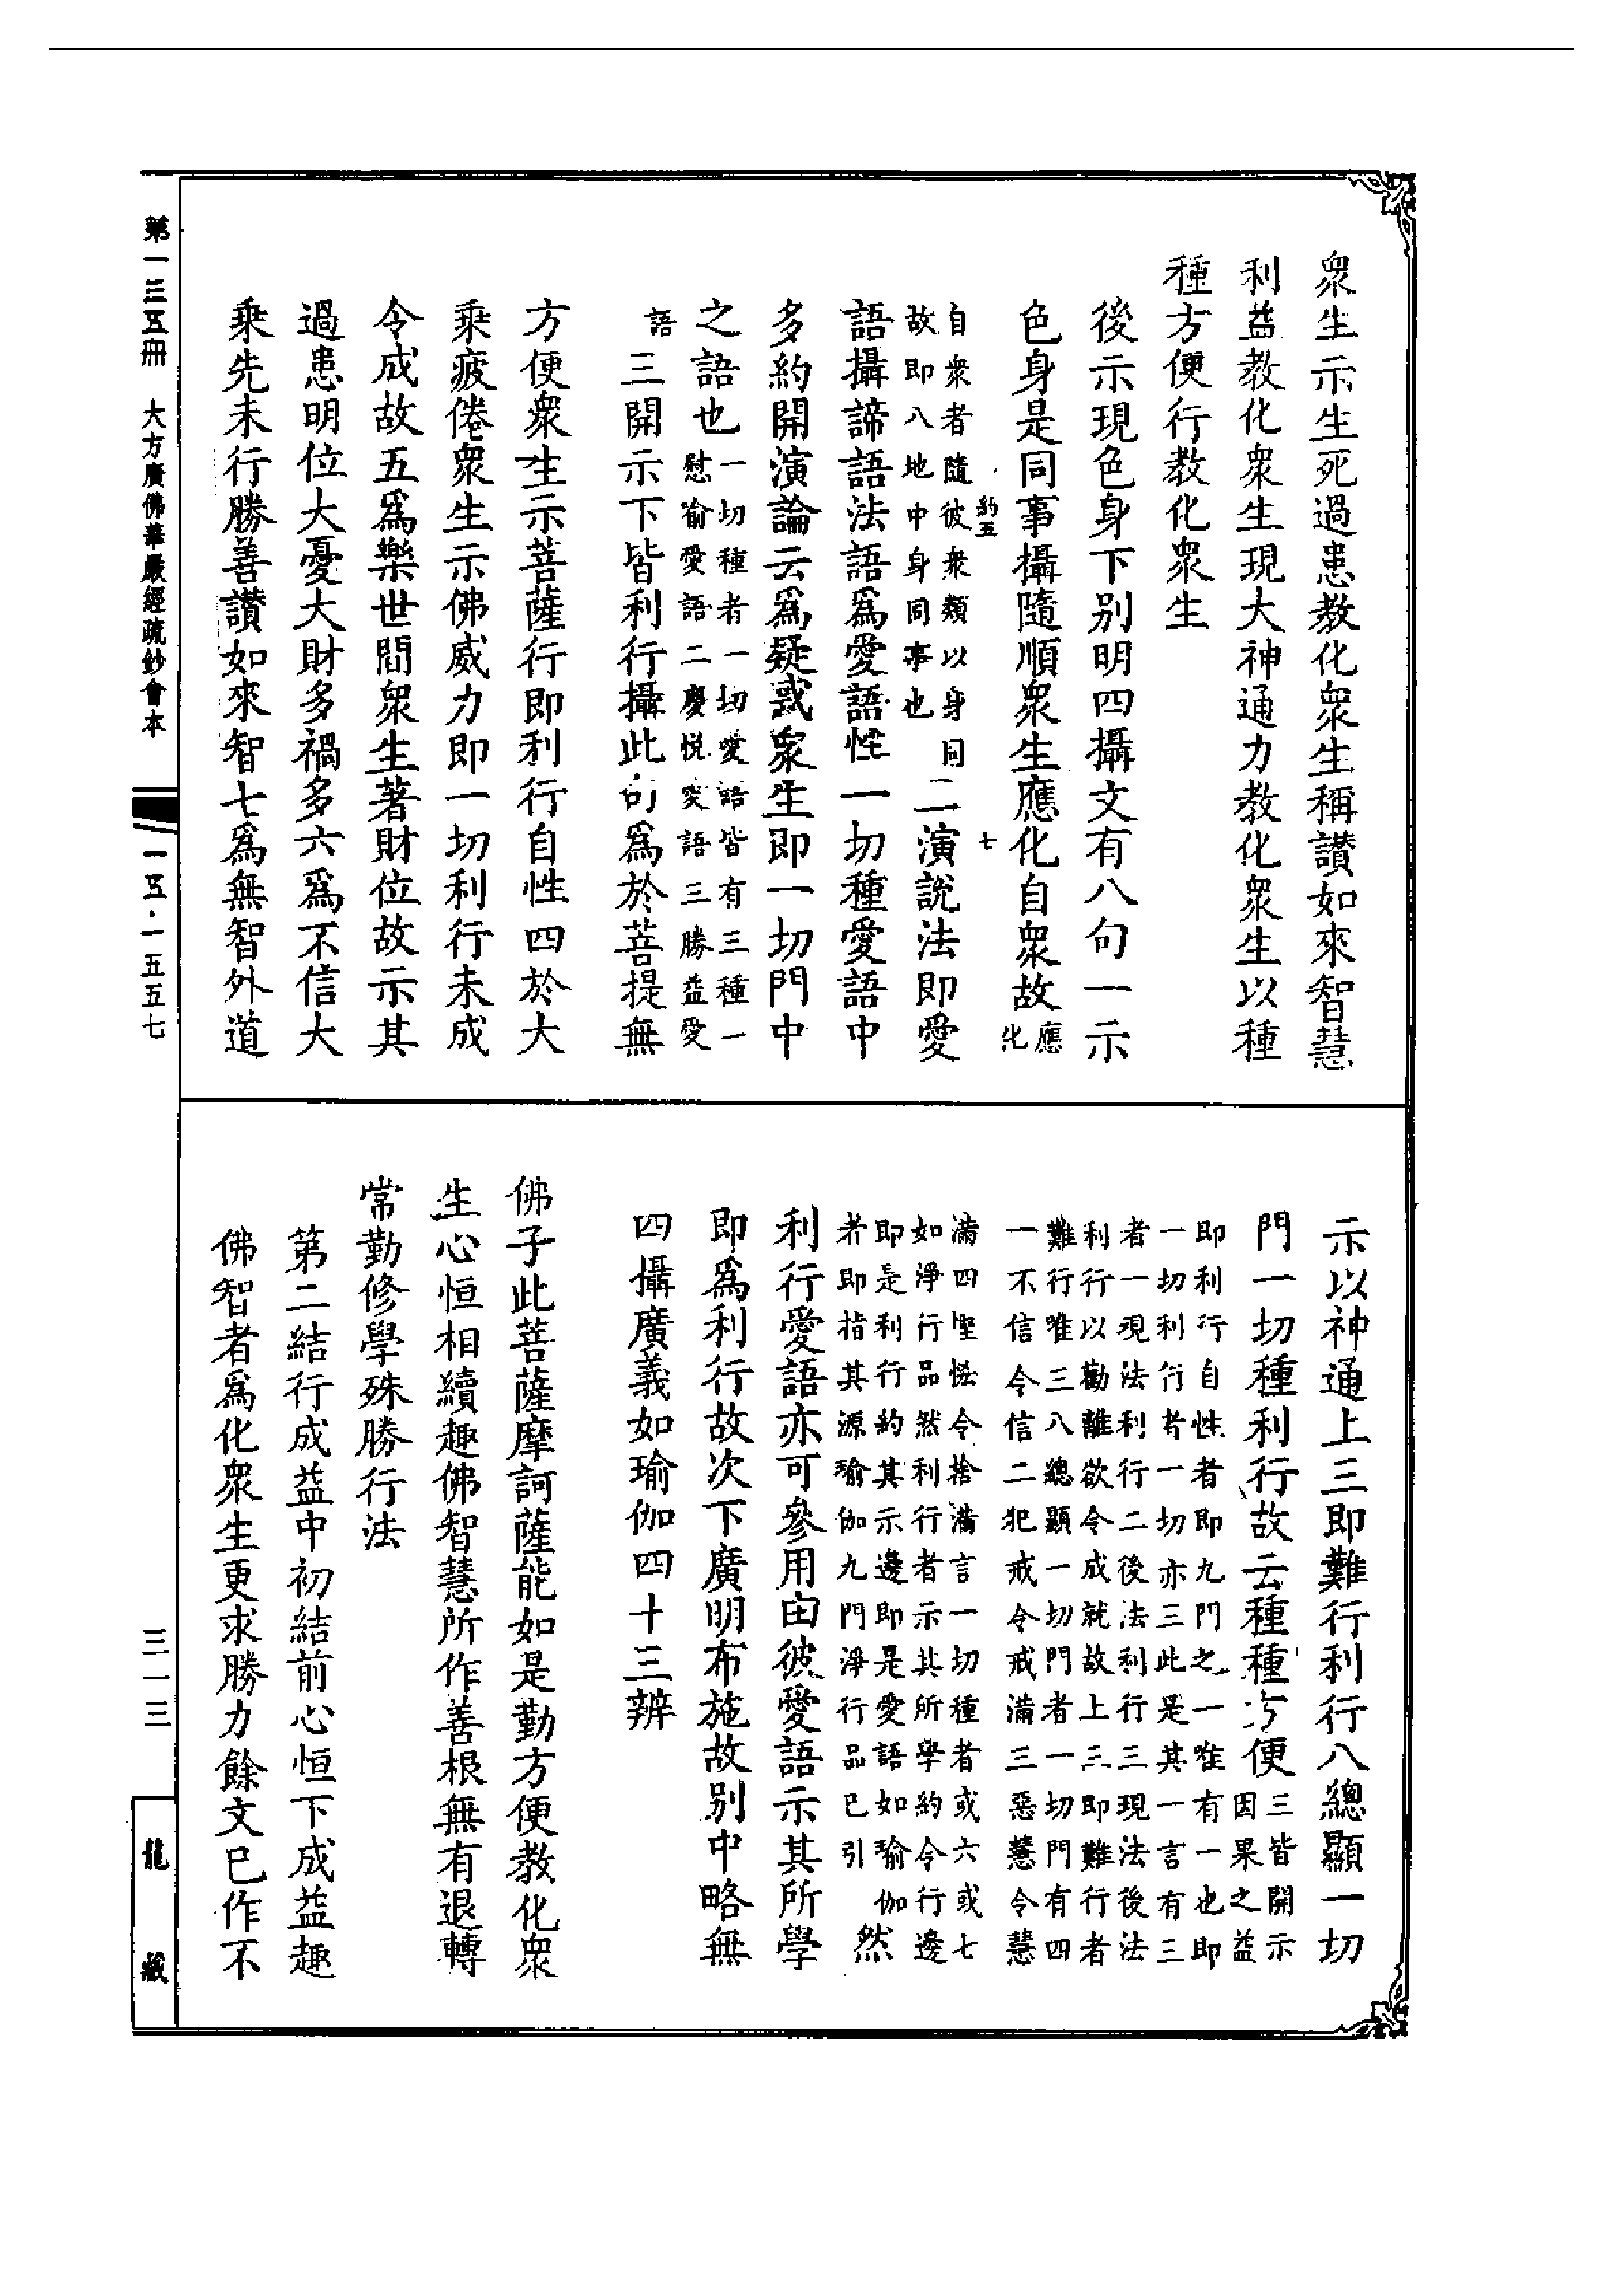 衆生示生死過患教化衆生稱讃如來智慧
利益教化衆生現大神通力教化衆生以種
種方便行教化衆生
後示現色身下別明四攝文有八句一示
色身是同事攝隨順衆生應化自衆故應化
約五 七
自衆者隨彼衆類以身同
故即八地中身同事也
二演說法即愛
語攝諦語法語爲愛語性一切種愛語中
多約開演論云爲疑惑衆生即一切門中
之語也
一切種者一切愛語皆有三種一
慰喻愛語二慶悅愛語三勝益愛
語
三開示下皆利行攝此句爲於菩提無
方便衆生示菩薩行即利行自性四於大
乘疲倦衆生示佛威力即一切利行未成
令成故五爲樂世間衆生著財位故示其
過患明位大憂大財多禍多六爲不信大
乘先未行勝善讃如來智七爲無智外道
示以神通上三即難行利行八總顯一切
門一切種利行故云種種方便
三皆開示
因果之益
即利行自性者即九門之一唯有一也即
一切利行者一切亦三此是其一言有三
者一現法利行二後法利行三現法後法
利行以勸離欲令成就故上三即難行者
難行唯三八總顯一切門者一切門有四
一不信令信二犯戒令戒滿三惡慧令慧
滿四慳悋令捨滿言一切種者或六或七
如淨行品然利行者示其所學約令行邊
即是利行約其示邊即是愛語如瑜伽
者即指其源瑜伽九門淨行品已引
然
利行愛語亦可參用由彼愛語示其所學
即爲利行故次下廣明布施故別中略無
四攝廣義如瑜伽四十三辨
佛子此菩薩摩訶薩能如是勤方便教化衆
生心恒相續趣佛智慧所作善根無有退轉
常勤修學殊勝行法
第二結行成益中初結前心恒下成益趣
佛智者爲化衆生更求勝力餘文已作不
第一三五冊 大方廣佛華嚴經疏鈔會本
一五·一五五七
三一三
龍藏